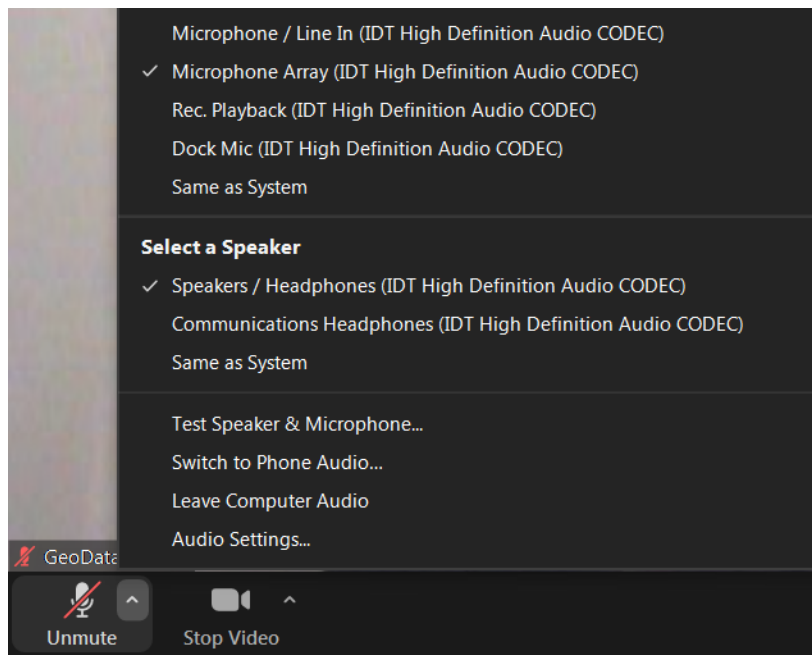 Microphone / Line In (IDT High Definition Audio CODEC)
Microphone Array (IDT High Definition Audio CODEC)
Rec. Playback (IDT High Definition Audio CODEC)
Dock Mic (IDT High Definition Audio CODEC)
Same as System
Select a Speaker
Speakers / Headphones (IDT High Definition Audio CODEC)
Communications Headphones (IDT High Definition Audio CODEC)
Same as System
Test Speaker & Microphone...
Switch to Phone Audio...
Leave Computer Audio
Audio Settings...
GeoData
Unmute Stop Video